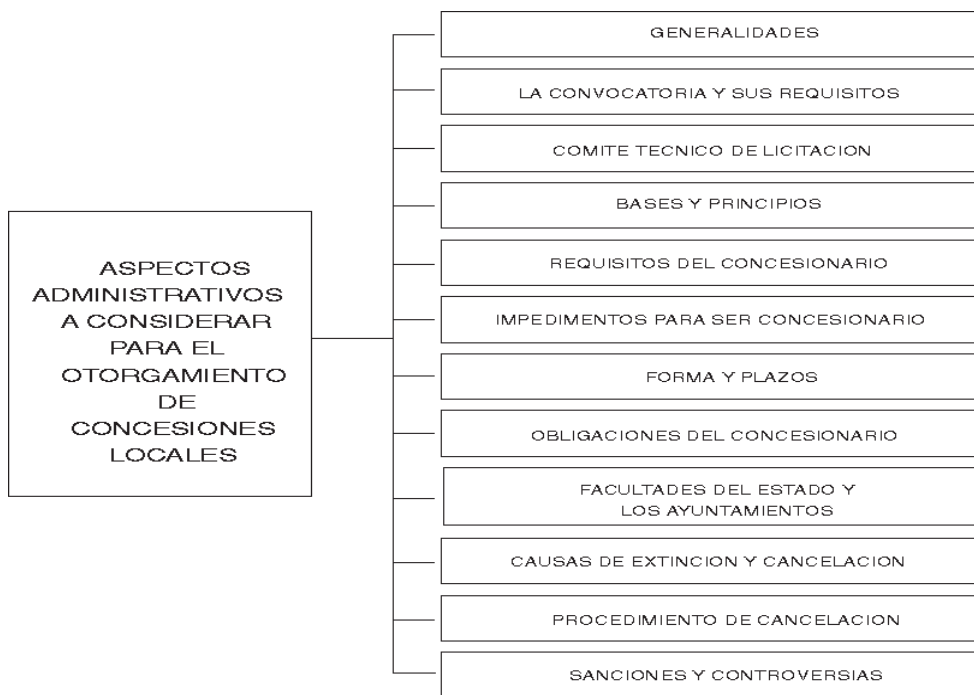 ASPECTOS
ADMINISTRATIVOS
A CONSIDERAR
PARA EL
OTORGAMIENTO
DE
CONCESIONES
LOCALES
GENERALIDADES
LA CONVOCATORIA Y SUS REQUISITOS
COMITE TECNICO DE LICITACION
BASES Y PRINCIPIOS
REQUISITOS DEL CONCESIONARIO
IMPEDIMENTOS PARA SER CONCESIONARIO
FORMA Y PLAZOS
OBLIGACIONES DEL CONCESIONARIO
FACULTADES DEL ESTADO Y
LOS AYUNTAMIENTOS
CAUSAS DE EXTINCION Y CANCELACION
PROCEDIMIENTO DE CANCELACION
SANCIONES Y CONTROVERSIAS